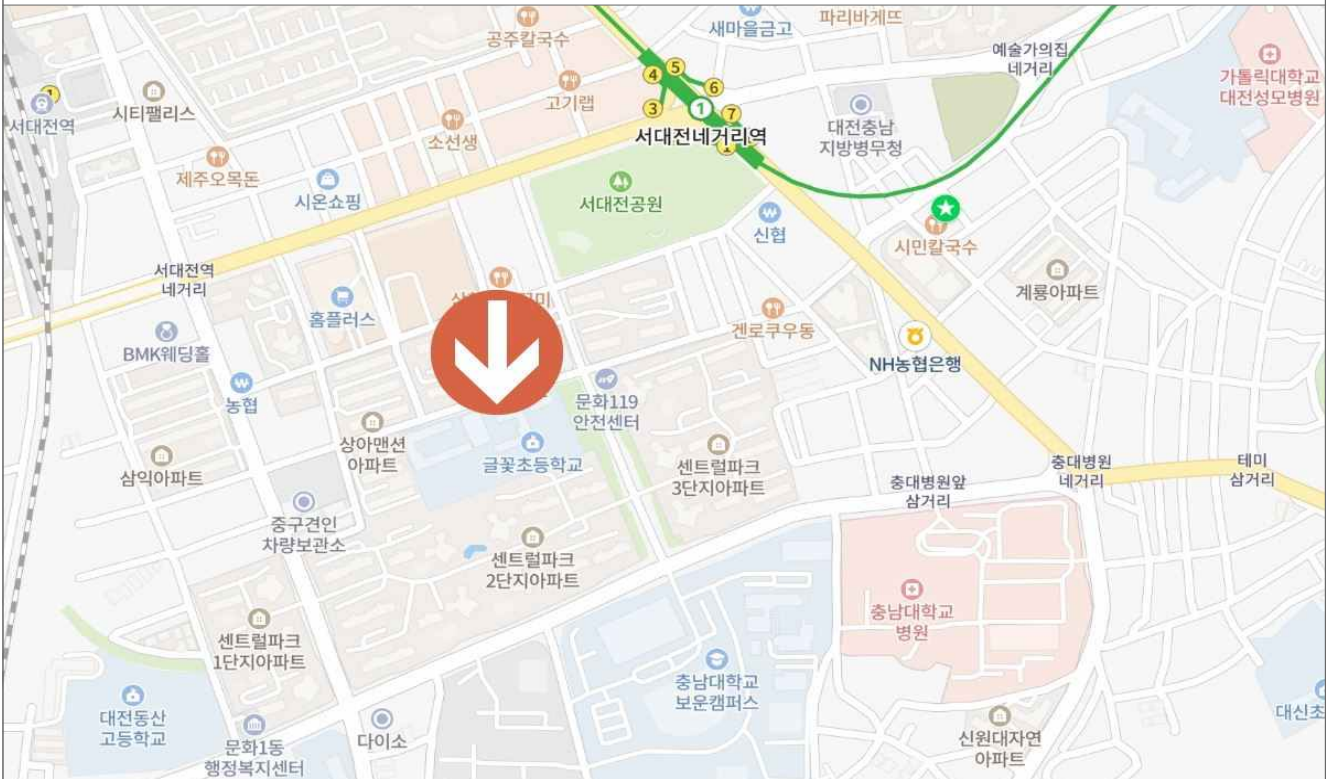 공주칼국수
새마을금고
파리바게뜨
예술가의집
네거리
가톨릭대학교
대전성모병원
1
서대전역
시티팰리스
고기랩
소선생
4
5
6
3
1
7
서대전네거리역
대전충남
지방병무청
제주오목돈
시온쇼핑
서대전공원
신협
시민칼국수
서대전역
네거리
홈플러스
계룡아파트
BMK웨딩홀
겐로쿠우동
NH농협은행
농협
문화119
안전센터
상아맨션
아파트
글꽃초등학교
삼익아파트
센트럴파크
3단지아파트
충대병원앞
삼거리
충대병원
네거리
테미
삼거리
중구견인
차량보관소
센트럴파크
2단지아파트
충남대학교
병원
센트럴파크
1단지아파트
충남대학교
보운캠퍼스
대전동산
고등학교
문화1동
행정복지센터
다이소
신원대자연
아파트
대신초